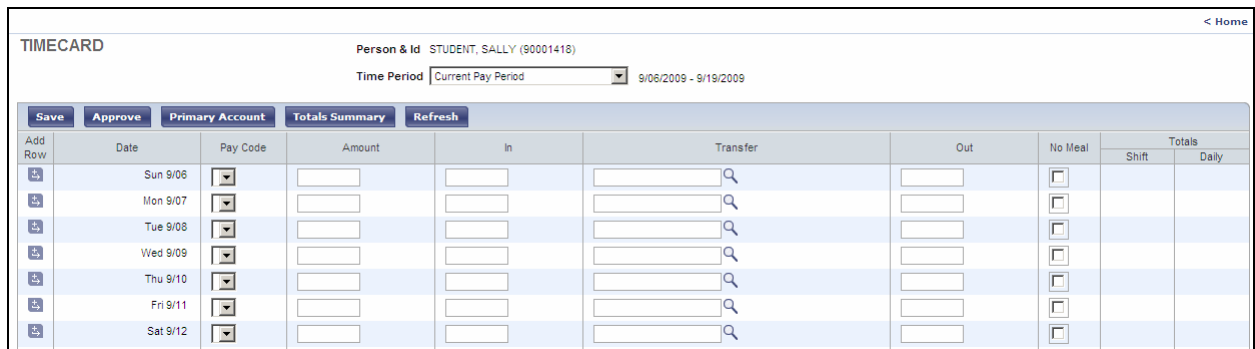 < Home
TIMECARD
Person & Id STUDENT, SALLY (90001418)
Time Period Current Pay Period 9/06/2009 - 9/19/2009
Save Approve Primary Account Totals Summary Refresh
Add Row Date Pay Code Amount In Transfer Out No Meal Totals
Shift Daily
Sun 9/06
Mon 9/07
Tue 9/08
Wed 9/09
Thu 9/10
Fri 9/11
Sat 9/12